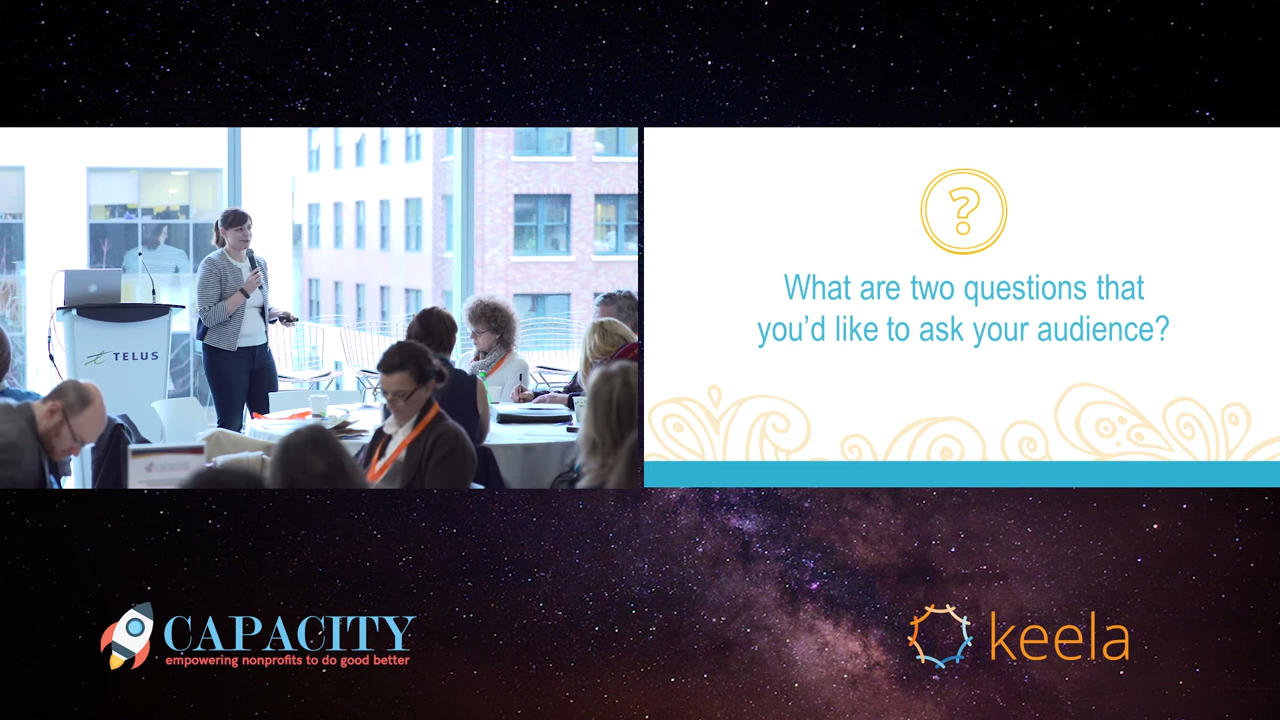 TELUS
?
What are two questions that
you'd like to ask your audience?
CAPACITY
empowering nonprofits to do good better
keela